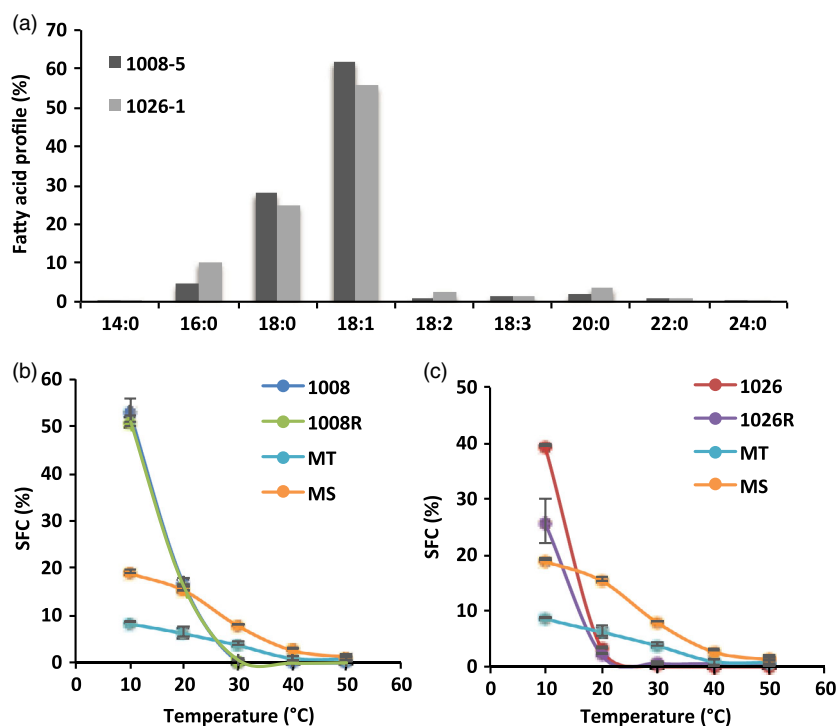 (a)
Fatty acid profile (%)
70
60
50
40
30
20
10
0
1008-5
1026-1
14:0 16:0 18:0 18:1 18:2 18:3 20:0 22:0 24:0
(b)
SFC (%)
60
50
40
30
20
10
0
1008
1008R
MT
MS
0 10 20 30 40 50 60
Temperature (°C)
(c)
SFC (%)
50
40
30
20
10
0
1026
1026R
MT
MS
0 10 20 30 40 50 60
Temperature (°C)